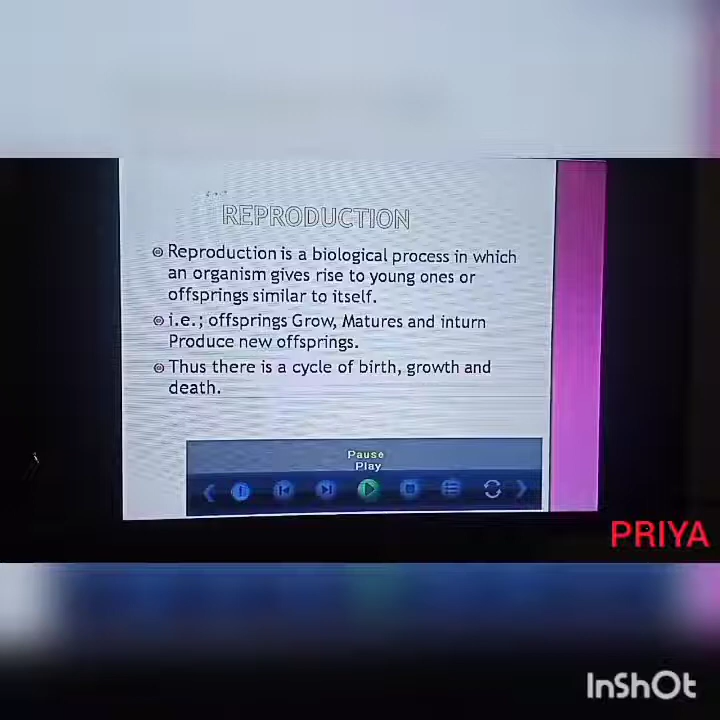 REPRODUCTION
Reproduction is a biological process in which
an organism gives rise to young ones or
offsprings similar to itself.
i.e.; offsprings Grow, Matures and inturn
Produce new offsprings.
Thus there is a cycle of birth, growth and
death.
Pause
Play
PRIYA
InShOt